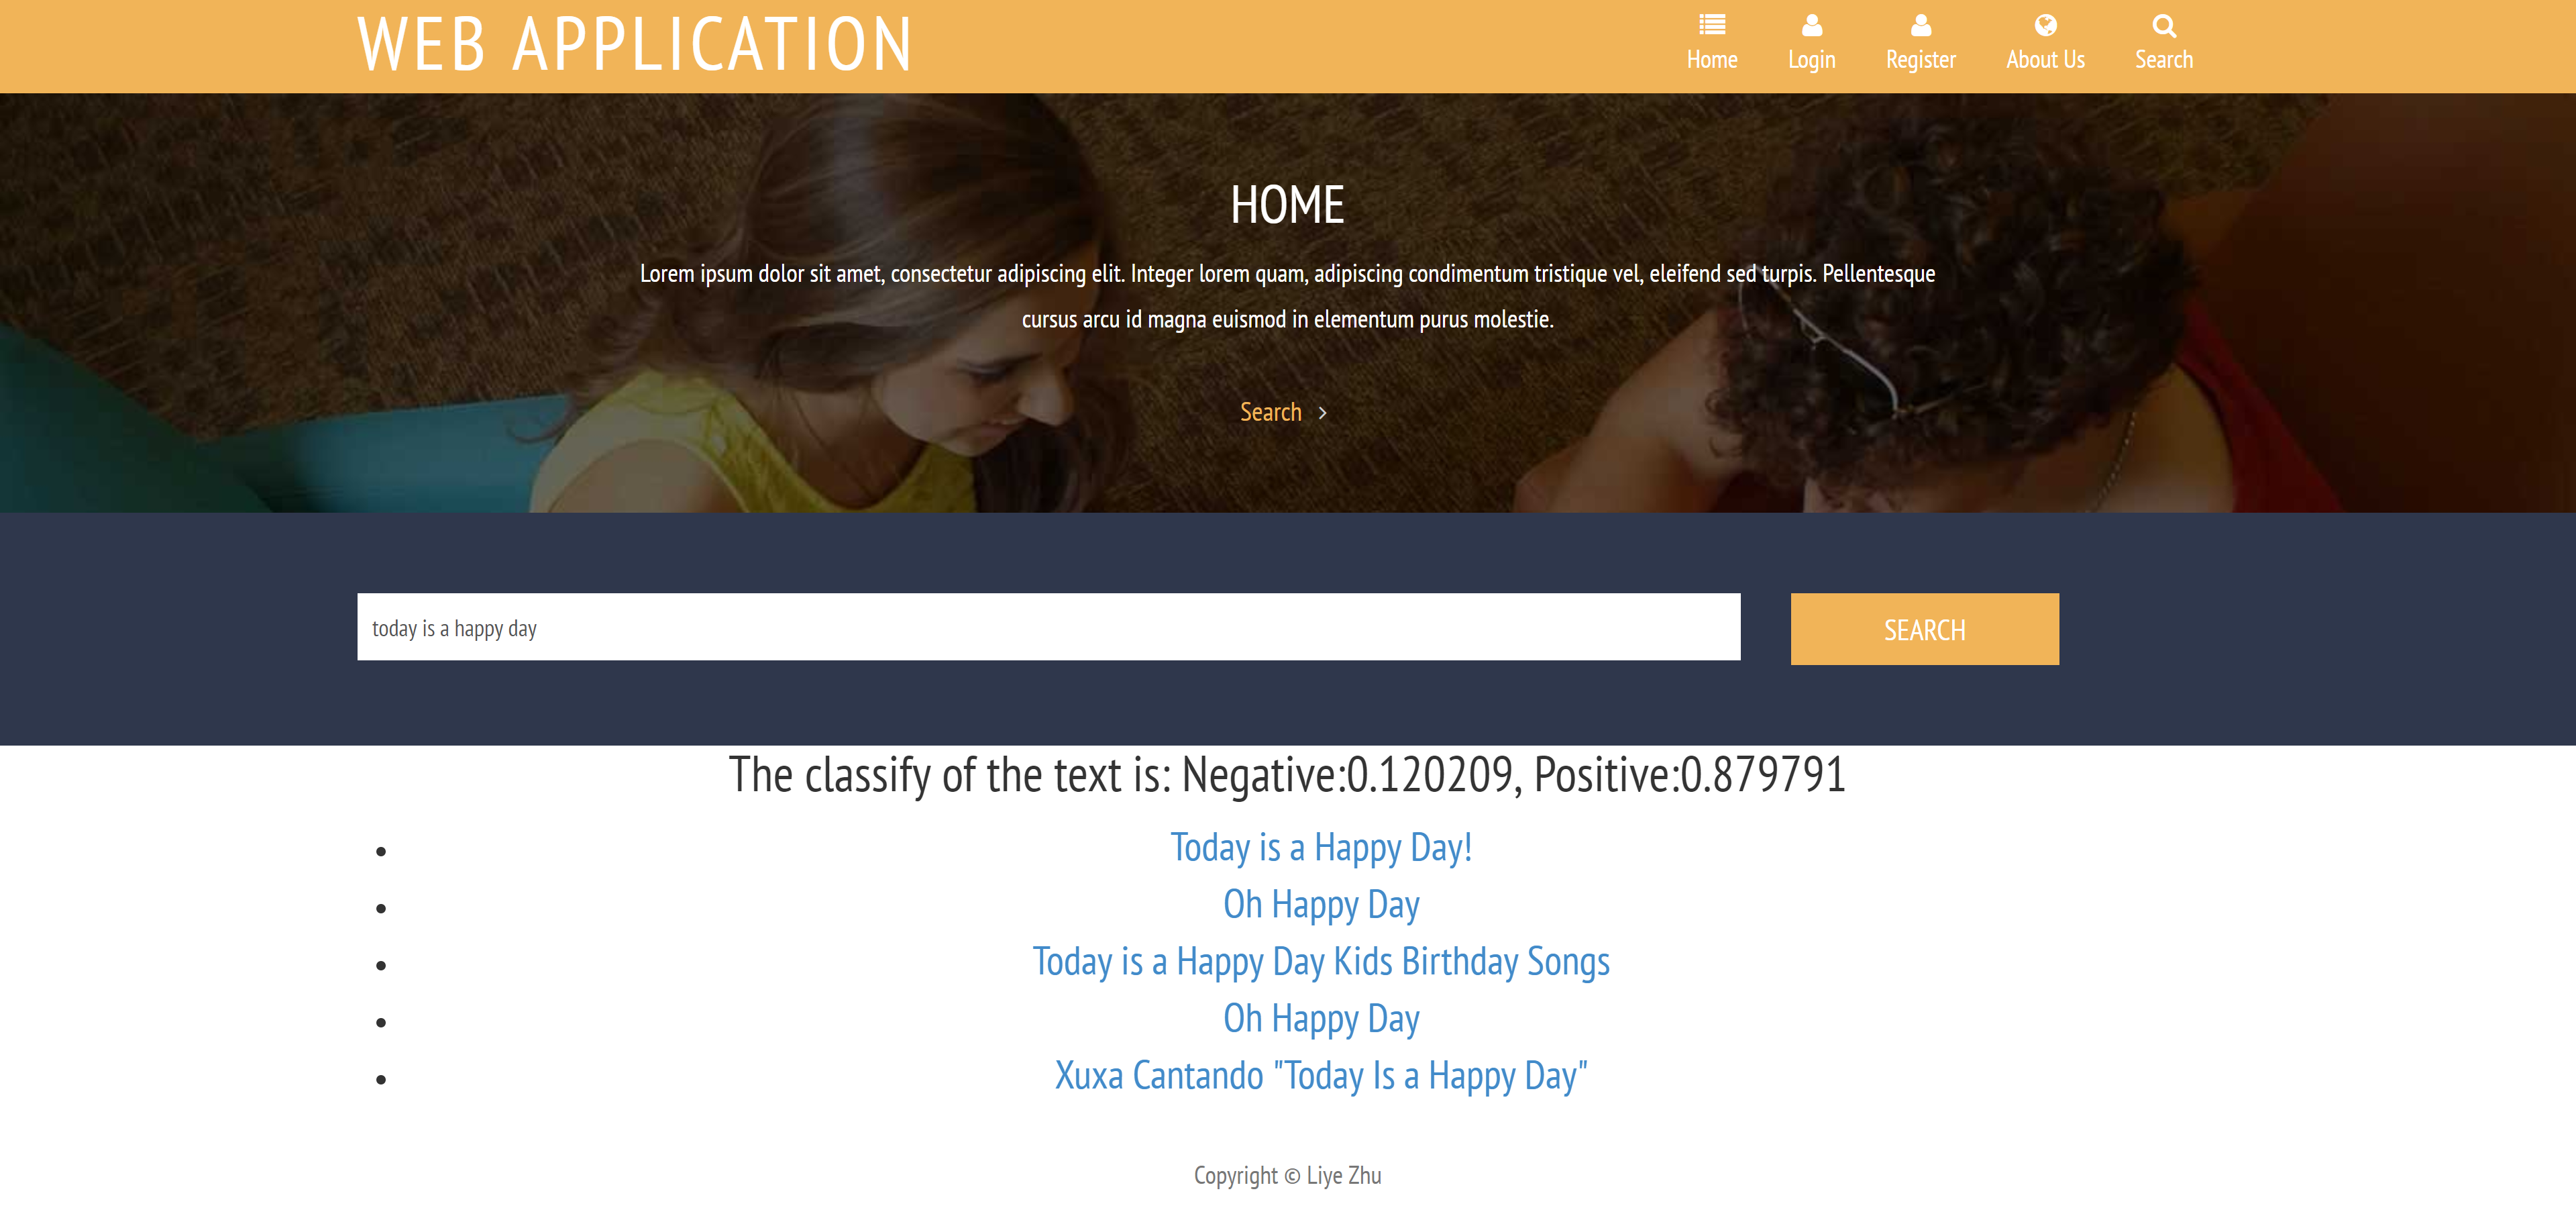 WEB APPLICATION
Home Login Register About Us Search
HOME
Lorem ipsum dolor sit amet, consectetur adipiscing elit. Integer lorem quam, adipiscing condimentum tristique vel, eleifend sed turpis. Pellentesque
cursus arcu id magna euismod in elementum purus molestie.
Search
today is a happy day
SEARCH
The classify of the text is: Negative:0.120209, Positive:0.879791
Today is a Happy Day!
Oh Happy Day
Today is a Happy Day Kids Birthday Songs
Oh Happy Day
Xuxa Cantando "Today Is a Happy Day"
Copyright © Liye Zhu